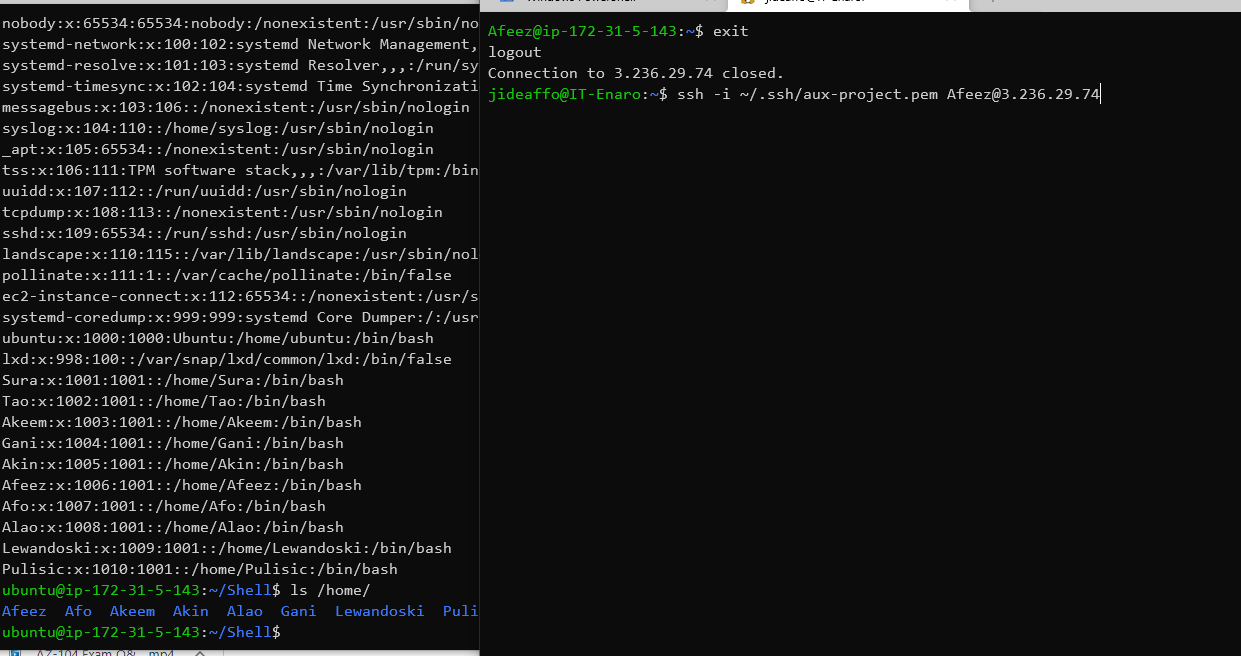 nobody:x:65534:65534:nobody:/nonexistent:/usr/sbin/no
systemd-network:x:100:102:systemd Network Management,
systemd-resolve:x:101:103:systemd Resolver,,,:/run/sy
systemd-timesync:x:102:104:systemd Time Synchronizati
messagebus:x:103:106::/nonexistent:/usr/sbin/nologin
syslog:x:104:110::/home/syslog:/usr/sbin/nologin
_apt:x:105:65534::/nonexistent:/usr/sbin/nologin
tss:x:106:111:TPM software stack,,,:/var/lib/tpm:/bin
uuidd:x:107:112::/run/uuidd:/usr/sbin/nologin
tcpdump:x:108:113::/nonexistent:/usr/sbin/nologin
sshd:x:109:65534::/run/sshd:/usr/sbin/nologin
landscape:x:110:115::/var/lib/landscape:/usr/sbin/nol
pollinate:x:111:1::/var/cache/pollinate:/bin/false
ec2-instance-connect:x:112:65534::/nonexistent:/usr/s
systemd-coredump:x:999:999:systemd Core Dumper:/:/usr
ubuntu:x:1000:1000:Ubuntu:/home/ubuntu:/bin/bash
lxd:x:998:100::/var/snap/lxd/common/lxd:/bin/false
Sura:x:1001:1001::/home/Sura:/bin/bash
Tao:x:1002:1001::/home/Tao:/bin/bash
Akeem:x:1003:1001::/home/Akeem:/bin/bash
Gani:x:1004:1001::/home/Gani:/bin/bash
Akin:x:1005:1001::/home/Akin:/bin/bash
Afeez:x:1006:1001::/home/Afeez:/bin/bash
Afo:x:1007:1001::/home/Afo:/bin/bash
Alao:x:1008:1001::/home/Alao:/bin/bash
Lewandoski:x:1009:1001::/home/Lewandoski:/bin/bash
Pulisic:x:1010:1001::/home/Pulisic:/bin/bash
ubuntu@ip-172-31-5-143:~/Shell$ ls /home/
Afeez Afo Akeem Akin Alao Gani Lewandoski Puli
ubuntu@ip-172-31-5-143:~/Shell$
Afeez@ip-172-31-5-143:~$ exit
logout
Connection to 3.236.29.74 closed.
jideaffo@IT-Enaro:~$ ssh -i ~/.ssh/aux-project.pem Afeez@3.236.29.74